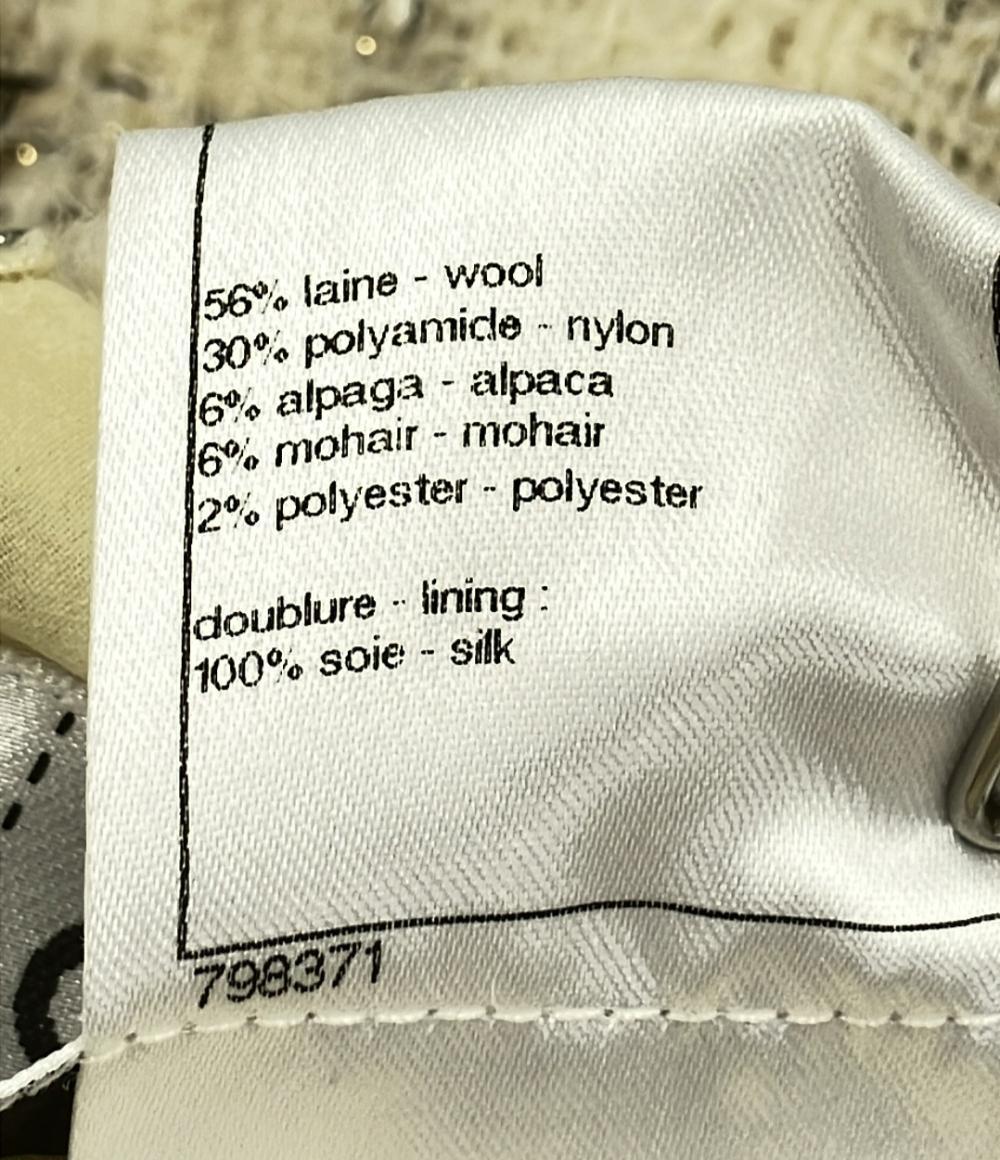 56% laine - wool
30% polyamide - nylon
6% alpaga - alpaca
6% mohair - mohair
2% polyester - polyester
doublure - lining :
100% soie - silk
798371